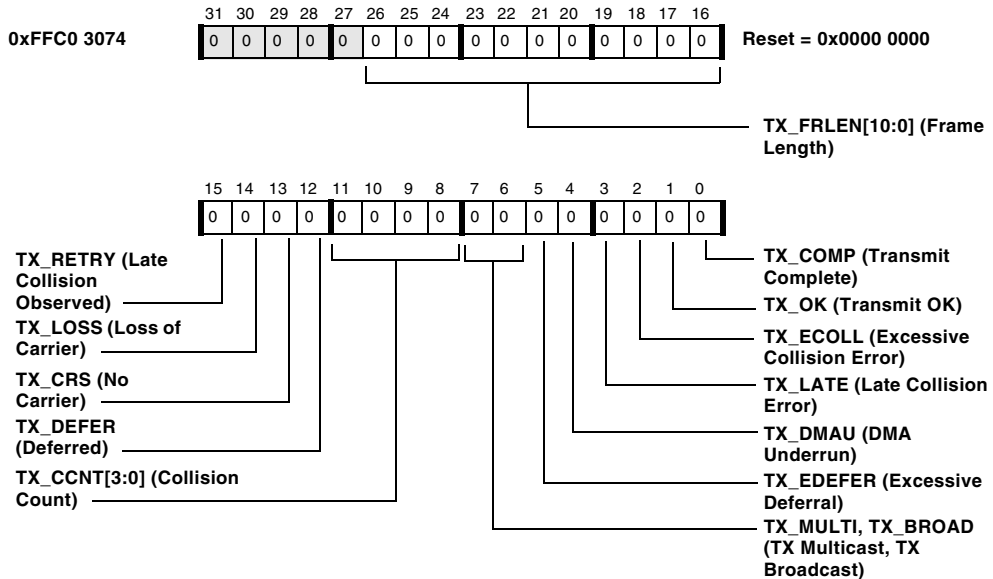 31 30 29 28 27 26 25 24 23 22 21 20 19 18 17 16
0xFFC0 3074
0 0 0 0 0 0 0 0 0 0 0 0 0 0 0 0
Reset = 0x0000 0000
TX_FRLEN[10:0] (Frame
Length)
15 14 13 12 11 10 9 8 7 6 5 4 3 2 1 0
0 0 0 0 0 0 0 0 0 0 0 0 0 0 0 0
TX_RETRY (Late
Collision
Observed)
TX_LOSS (Loss of
Carrier)
TX_CRS (No
Carrier)
TX_DEFER
(Deferred)
TX_CCNT[3:0] (Collision
Count)
TX_COMP (Transmit
Complete)
TX_OK (Transmit OK)
TX_ECOLL (Excessive
Collision Error)
TX_LATE (Late Collision
Error)
TX_DMAU (DMA
Underrun)
TX_EDEFER (Excessive
Deferral)
TX_MULTI, TX_BROAD
(TX Multicast, TX
Broadcast)